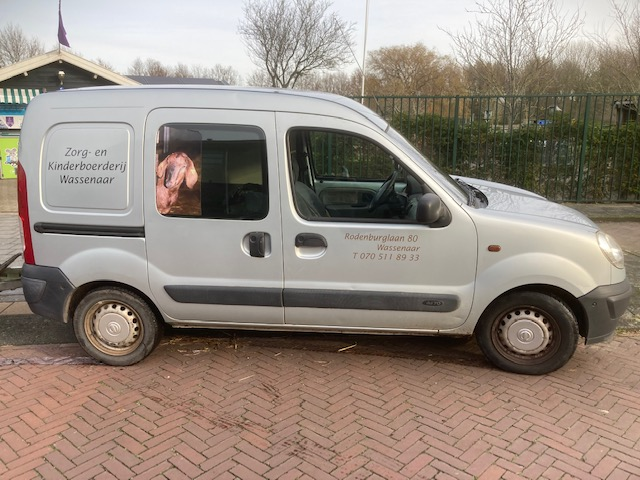 Zorg- en
Kinderboerderij
Wassenaar
Rodenburglaan 80
Wassenaar
T 070 511.89 33